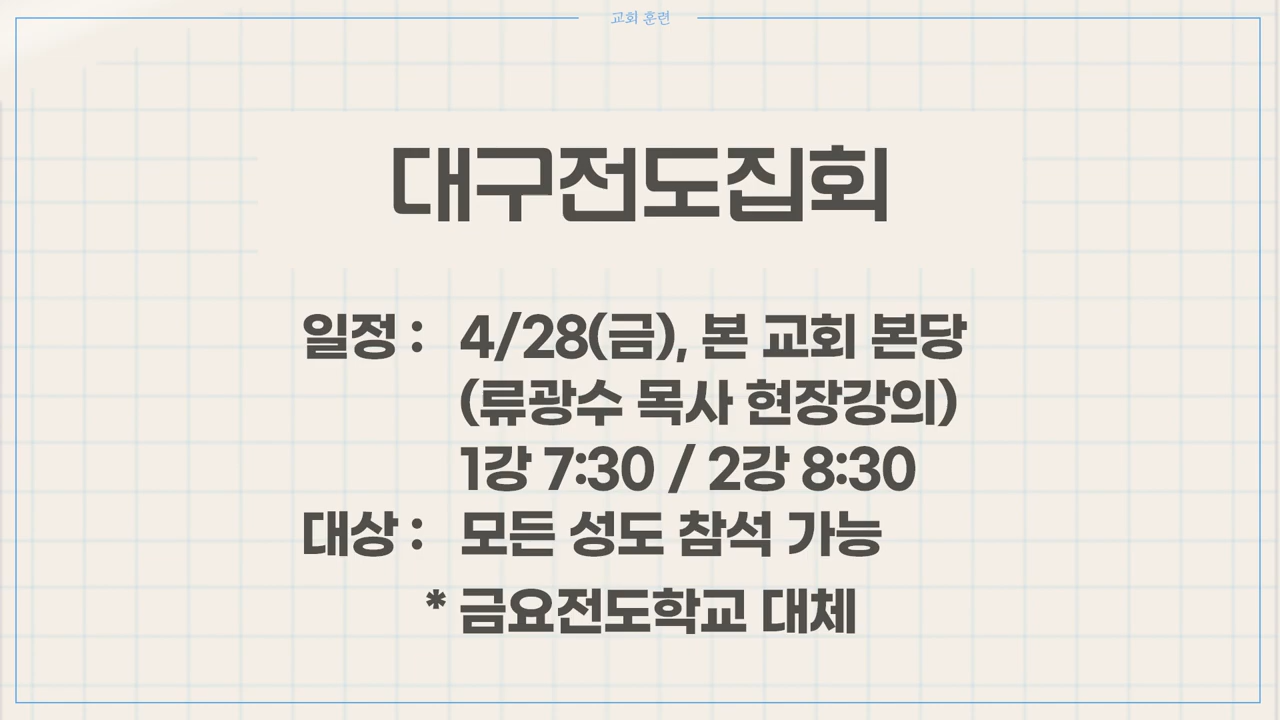 교회 훈련
대구전도집회
일정 : 4/28(금), 본 교회 본당
(류광수 목사 현장강의)
1강 7:30 / 2강 8:30
대상 : 모든 성도 참석 가능
* 금요전도학교 대체